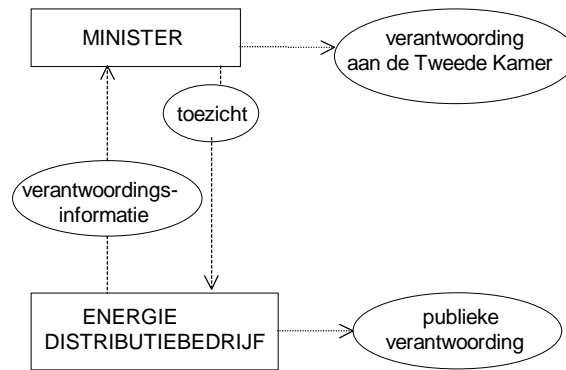 MINISTER
verantwoording
aan de Tweede Kamer
toezicht
verantwoordings-
informatie
ENERGIE
DISTRIBUTIEBEDRIJF
publieke
verantwoording